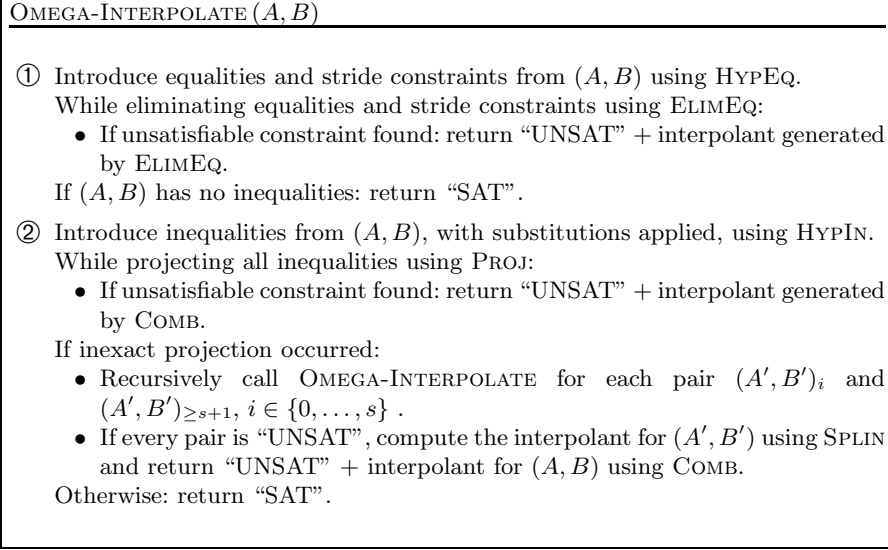 OMEGA-INTERPOLATE (A, B)
① Introduce equalities and stride constraints from (A, B) using HYPEQ.
While eliminating equalities and stride constraints using ELIMEQ:
• If unsatisfiable constraint found: return “UNSAT” + interpolant generated
by ELIMEQ.
If (A, B) has no inequalities: return “SAT”.
② Introduce inequalities from (A, B), with substitutions applied, using HYPIN.
While projecting all inequalities using PROJ:
• If unsatisfiable constraint found: return “UNSAT” + interpolant generated
by COMB.
If inexact projection occurred:
• Recursively call OMEGA-INTERPOLATE for each pair (A′, B′)ᵢ and
(A′, B′)≥s+1, i ∈ {0, . . . , s} .
• If every pair is “UNSAT”, compute the interpolant for (A′, B′) using SPLIN
and return “UNSAT” + interpolant for (A, B) using COMB.
Otherwise: return “SAT”.